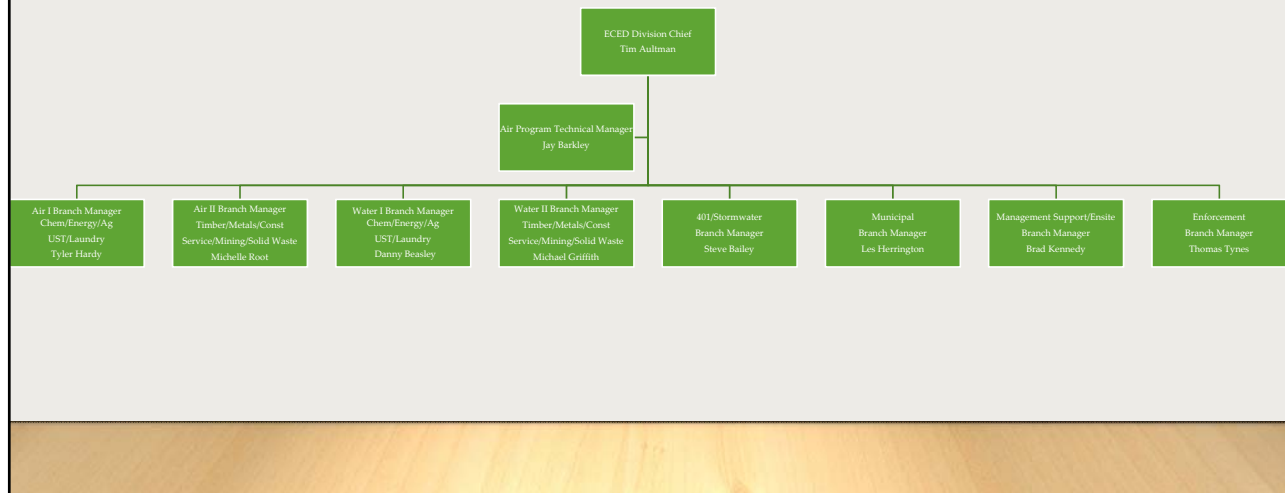 ECED Division Chief
Tim Aultman
Air Program Technical Manager
Jay Barkley
Air I Branch Manager
Chem/Energy/Ag
UST/Laundry
Tyler Hardy
Air II Branch Manager
Timber/Metals/Const
Service/Mining/Solid Waste
Michelle Root
Water I Branch Manager
Chem/Energy/Ag
UST/Laundry
Danny Beasley
Water II Branch Manager
Timber/Metals/Const
Service/Mining/Solid Waste
Michael Griffith
401/Stormwater
Branch Manager
Steve Bailey
Municipal
Branch Manager
Les Herrington
Management Support/Ensite
Branch Manager
Brad Kennedy
Enforcement
Branch Manager
Thomas Tynes